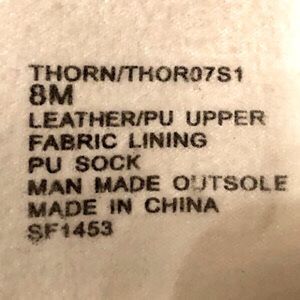 THORN/THOR07S1
8M
LEATHER/PU UPPER
FABRIC LINING
PU SOCK
MAN MADE OUTSOLE
MADE IN CHINA
SF1453